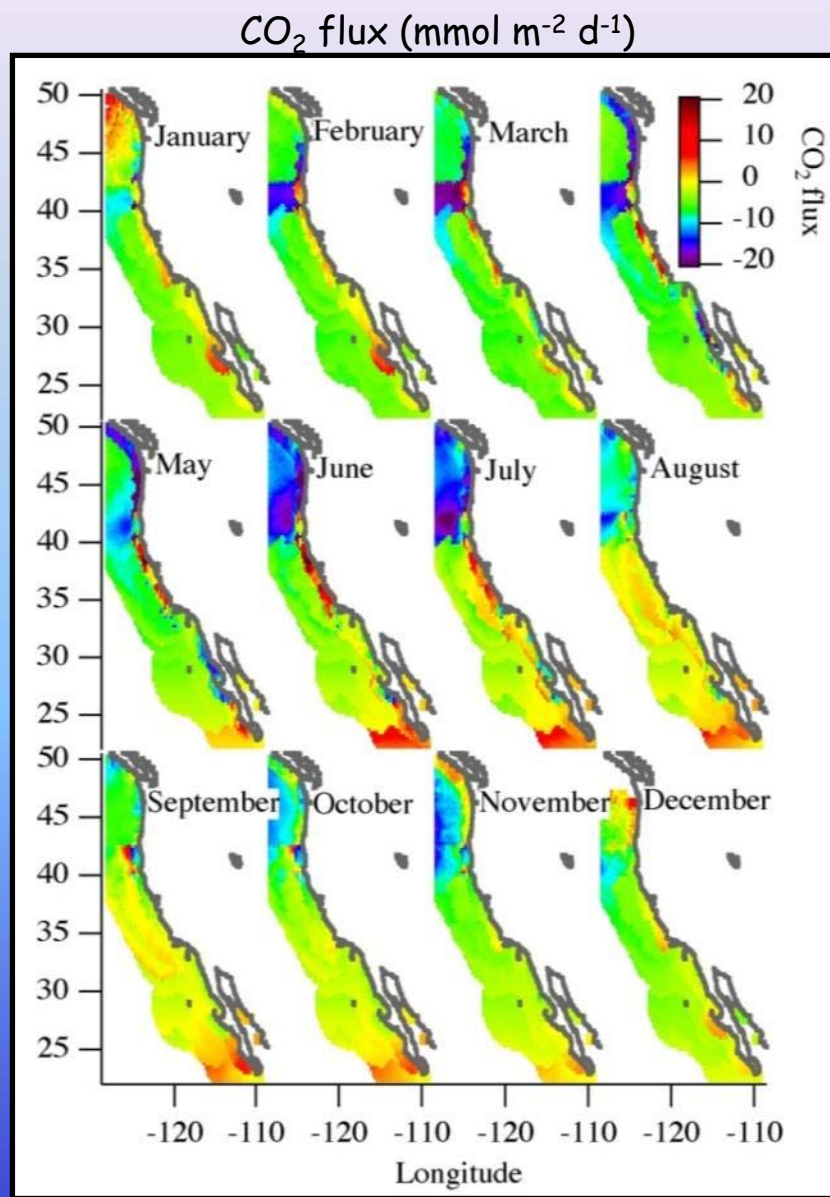 CO₂ flux (mmol m⁻² d⁻¹)
50
45
40
35
30
25
January
February
March
20
10
0
-10
-20
CO₂ flux
50
45
40
35
30
25
May
June
July
August
50
45
40
35
30
25
September
October
November
December
-120 -110 -120 -110 -120 -110 -120 -110
Longitude